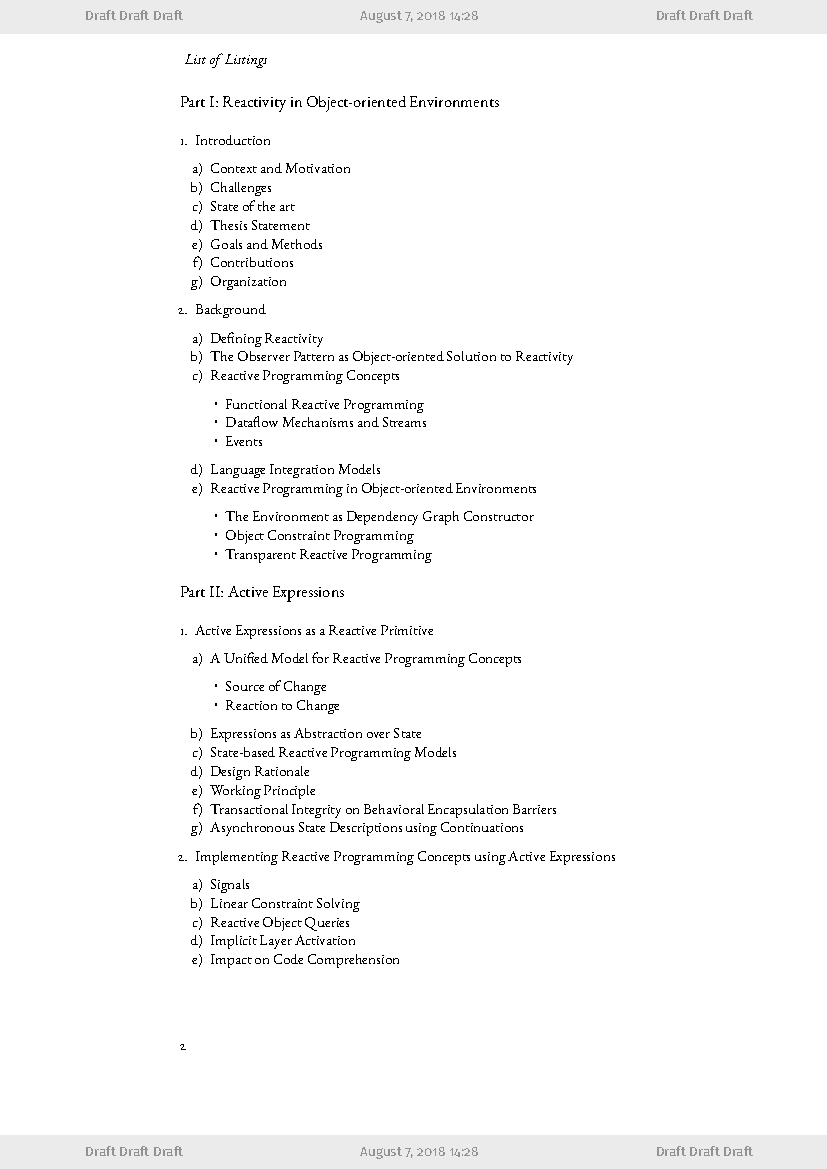 Draft Draft Draft August 7, 2018 14:28 Draft Draft Draft
List of Listings
Part I: Reactivity in Object-oriented Environments
1. Introduction
a) Context and Motivation
b) Challenges
c) State of the art
d) Thesis Statement
e) Goals and Methods
f) Contributions
g) Organization
2. Background
a) Defining Reactivity
b) The Observer Pattern as Object-oriented Solution to Reactivity
c) Reactive Programming Concepts
• Functional Reactive Programming
• Dataflow Mechanisms and Streams
• Events
d) Language Integration Models
e) Reactive Programming in Object-oriented Environments
• The Environment as Dependency Graph Constructor
• Object Constraint Programming
• Transparent Reactive Programming
Part II: Active Expressions
1. Active Expressions as a Reactive Primitive
a) A Unified Model for Reactive Programming Concepts
• Source of Change
• Reaction to Change
b) Expressions as Abstraction over State
c) State-based Reactive Programming Models
d) Design Rationale
e) Working Principle
f) Transactional Integrity on Behavioral Encapsulation Barriers
g) Asynchronous State Descriptions using Continuations
2. Implementing Reactive Programming Concepts using Active Expressions
a) Signals
b) Linear Constraint Solving
c) Reactive Object Queries
d) Implicit Layer Activation
e) Impact on Code Comprehension
2
Draft Draft Draft August 7, 2018 14:28 Draft Draft Draft